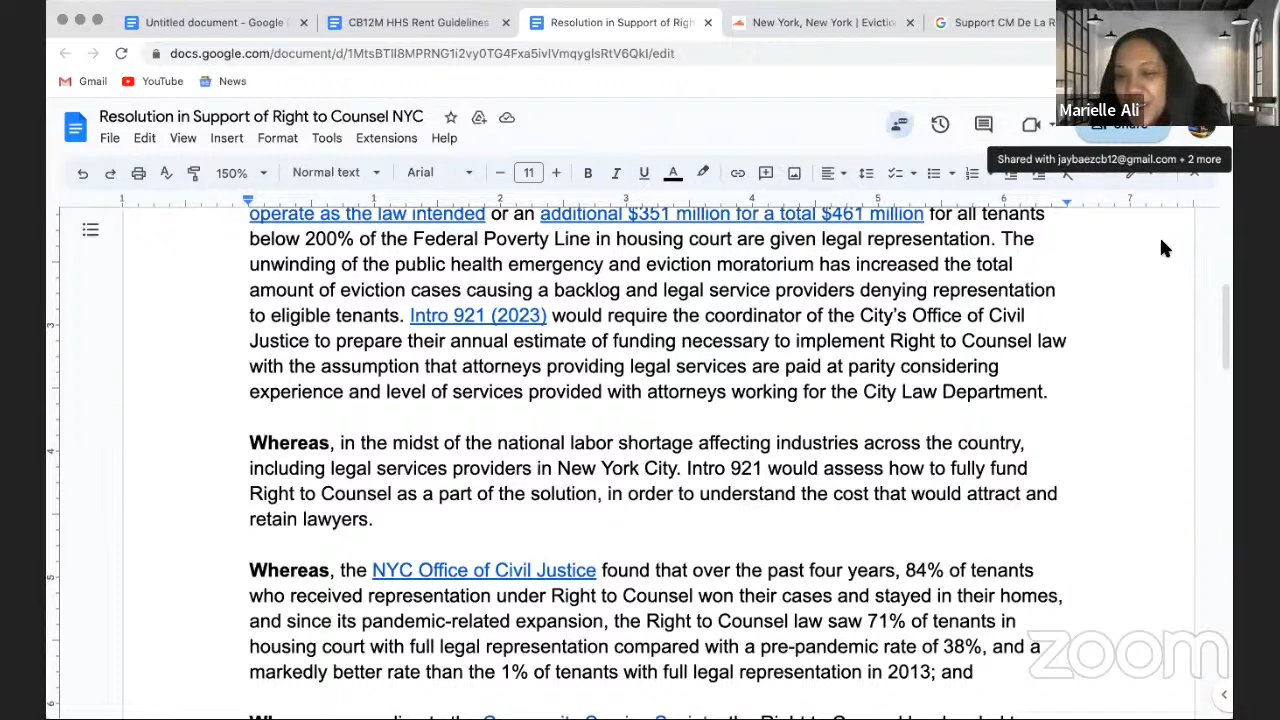 Untitled document - Google
CB12M HHS Rent Guidelines
Resolution in Support of Righ
New York, New York | Eviction
Support CM De La R
docs.google.com/document/d/1MtsBTIl8MPRNG1i2vy0TG4Fxa5ivlVmqyglsRtV6QkI/edit
Gmail
YouTube
News
Marielle Ali
Resolution in Support of Right to Counsel NYC
File Edit View Insert Format Tools Extensions Help
Share
Shared with jaybaezcb12@gmail.com + 2 more
150% Normal text Arial 11 B I U A
1 1 2 3 4 5 6 7
operate as the law intended or an additional $351 million for a total $461 million for all tenants
below 200% of the Federal Poverty Line in housing court are given legal representation. The
unwinding of the public health emergency and eviction moratorium has increased the total
amount of eviction cases causing a backlog and legal service providers denying representation
to eligible tenants. Intro 921 (2023) would require the coordinator of the City's Office of Civil
Justice to prepare their annual estimate of funding necessary to implement Right to Counsel law
with the assumption that attorneys providing legal services are paid at parity considering
experience and level of services provided with attorneys working for the City Law Department.
Whereas, in the midst of the national labor shortage affecting industries across the country,
including legal services providers in New York City. Intro 921 would assess how to fully fund
Right to Counsel as a part of the solution, in order to understand the cost that would attract and
retain lawyers.
Whereas, the NYC Office of Civil Justice found that over the past four years, 84% of tenants
who received representation under Right to Counsel won their cases and stayed in their homes,
and since its pandemic-related expansion, the Right to Counsel law saw 71% of tenants in
housing court with full legal representation compared with a pre-pandemic rate of 38%, and a
markedly better rate than the 1% of tenants with full legal representation in 2013; and
zoom